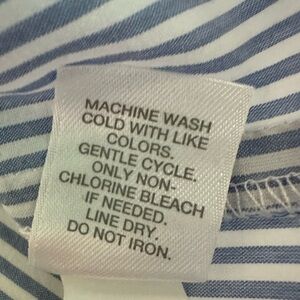 MACHINE WASH
COLD WITH LIKE
COLORS.
GENTLE CYCLE.
ONLY NON-
CHLORINE BLEACH
IF NEEDED.
LINE DRY.
DO NOT IRON.